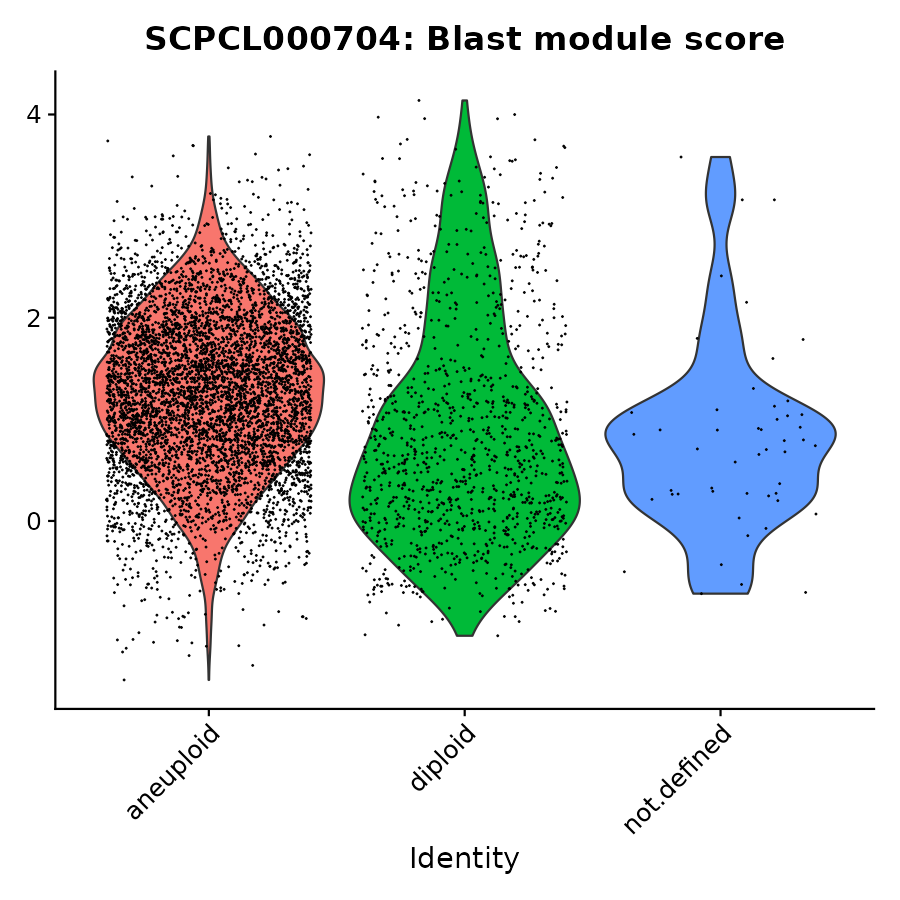 SCPCL000704: Blast module score
4
2
0
aneuploid
diploid
not.defined
Identity